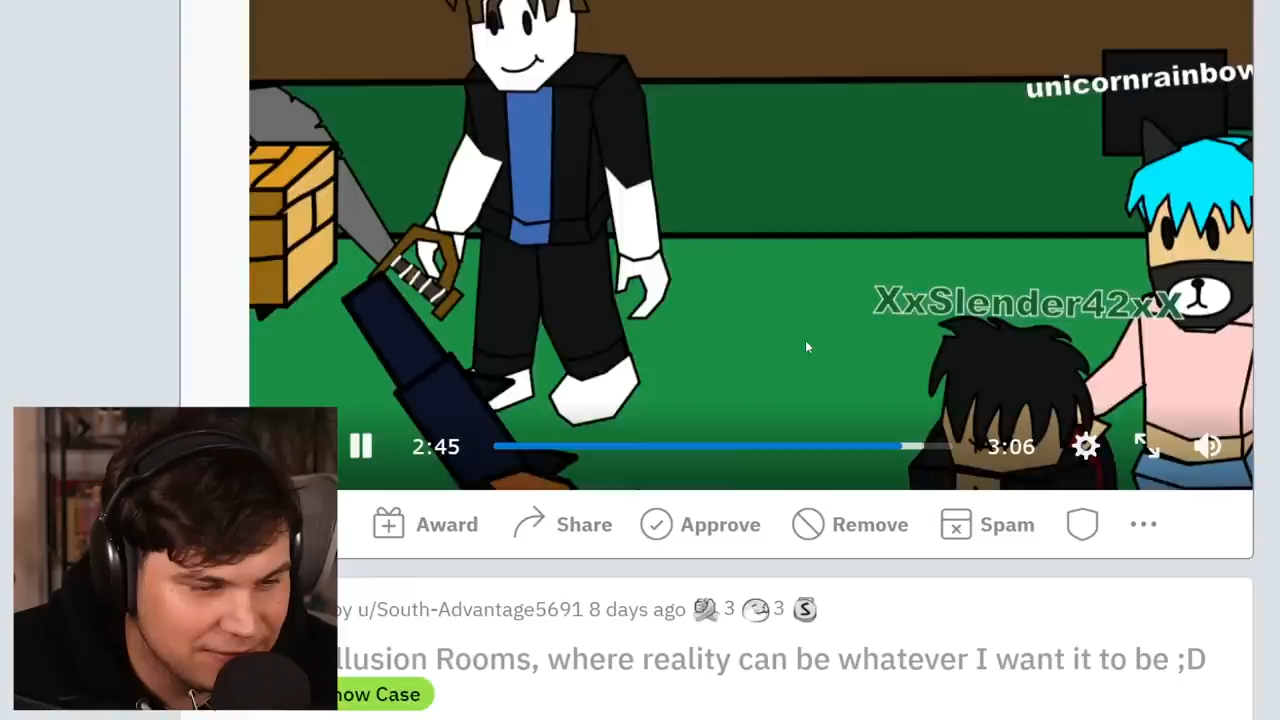 unicornrainbow
XxSlender42xX
2:45
3:06
Award Share Approve Remove Spam
by u/South-Advantage5691 8 days ago 3 3 S
llusion Rooms, where reality can be whatever I want it to be ;D
how Case